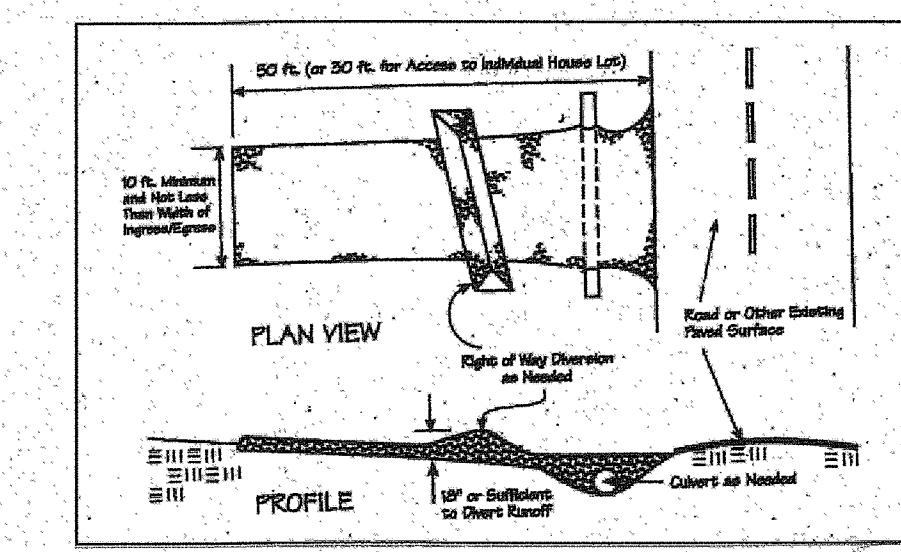 50 ft. (or 30 ft. for Access to Individual House Lot)
10 ft. Minimum
and Not Less
Than Width of
Ingress/Egress
PLAN VIEW
Road or Other Existing
Paved Surface
Right of Way Diversion
as Needed
PROFILE
18" or Sufficient
to Divert Runoff
Culvert as Needed